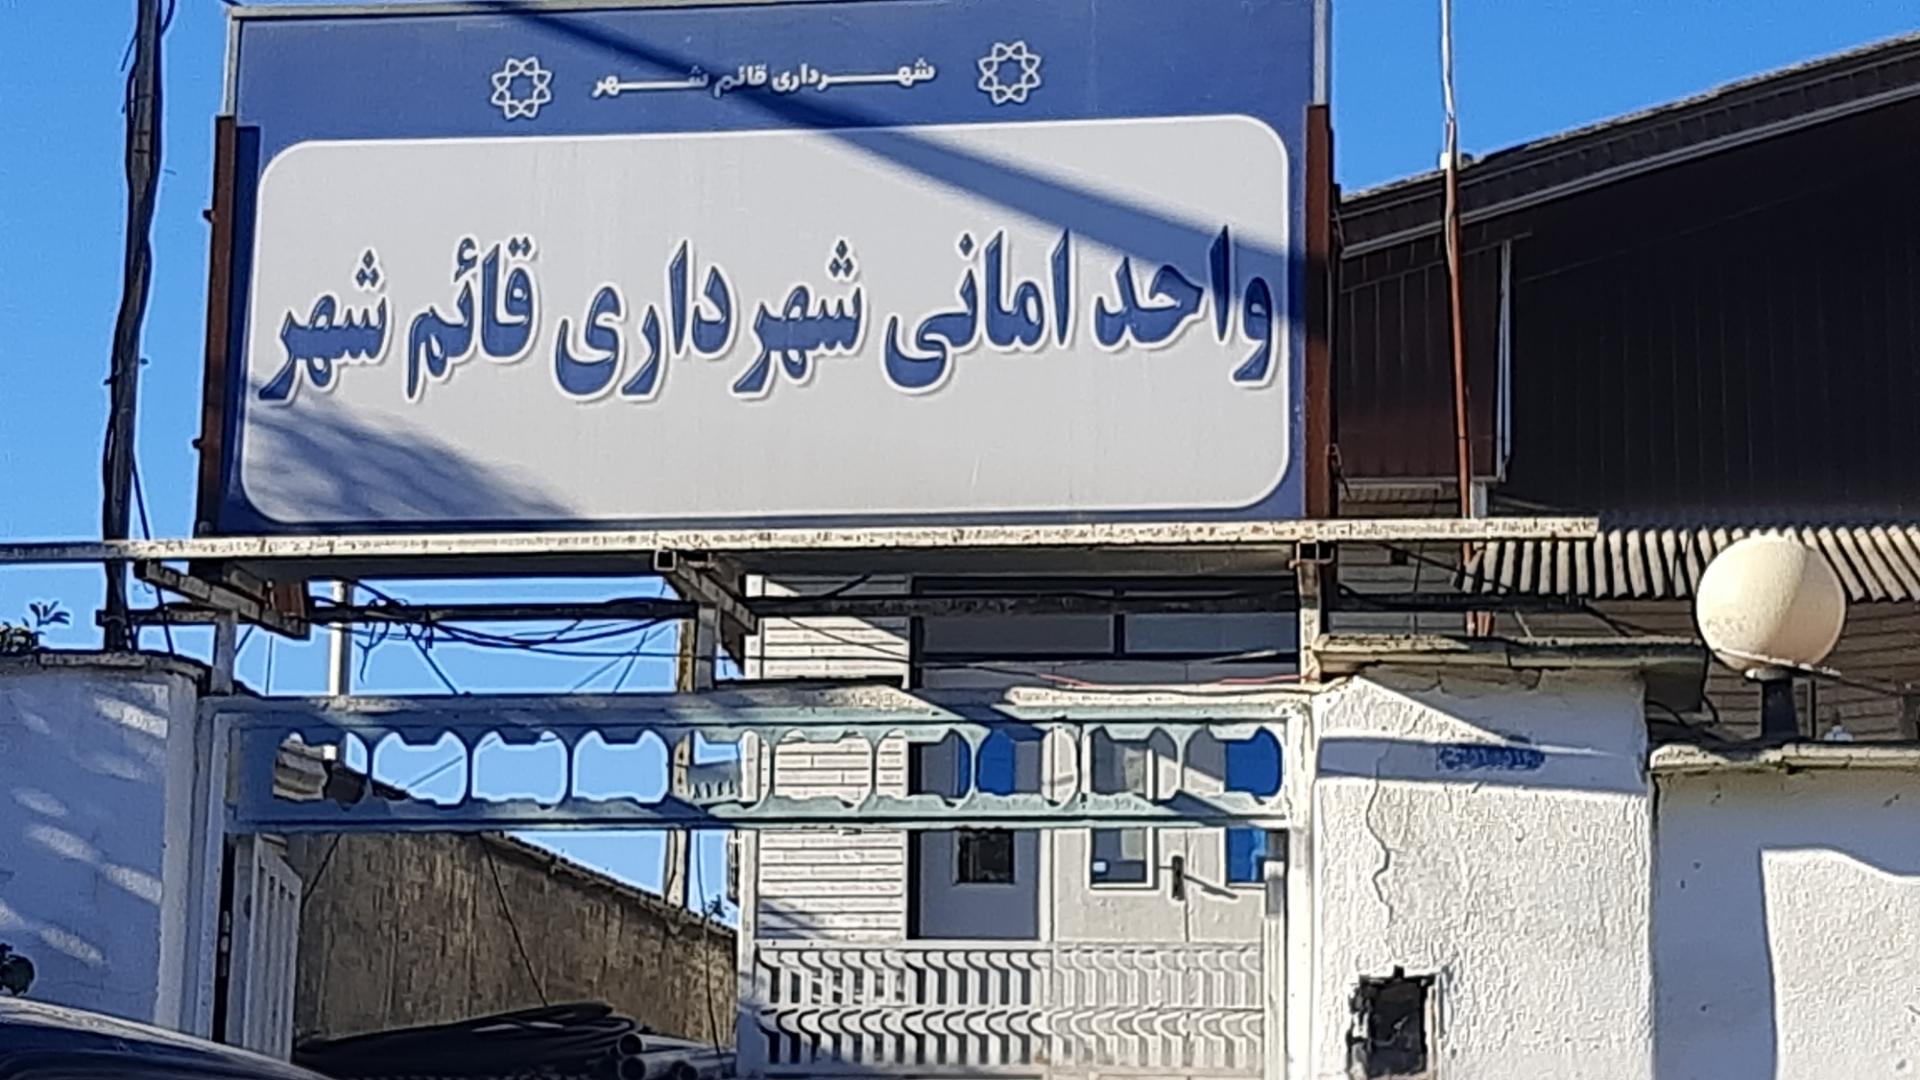 شهرداری قائم شهر
واحد امانی شهرداری قائم شهر